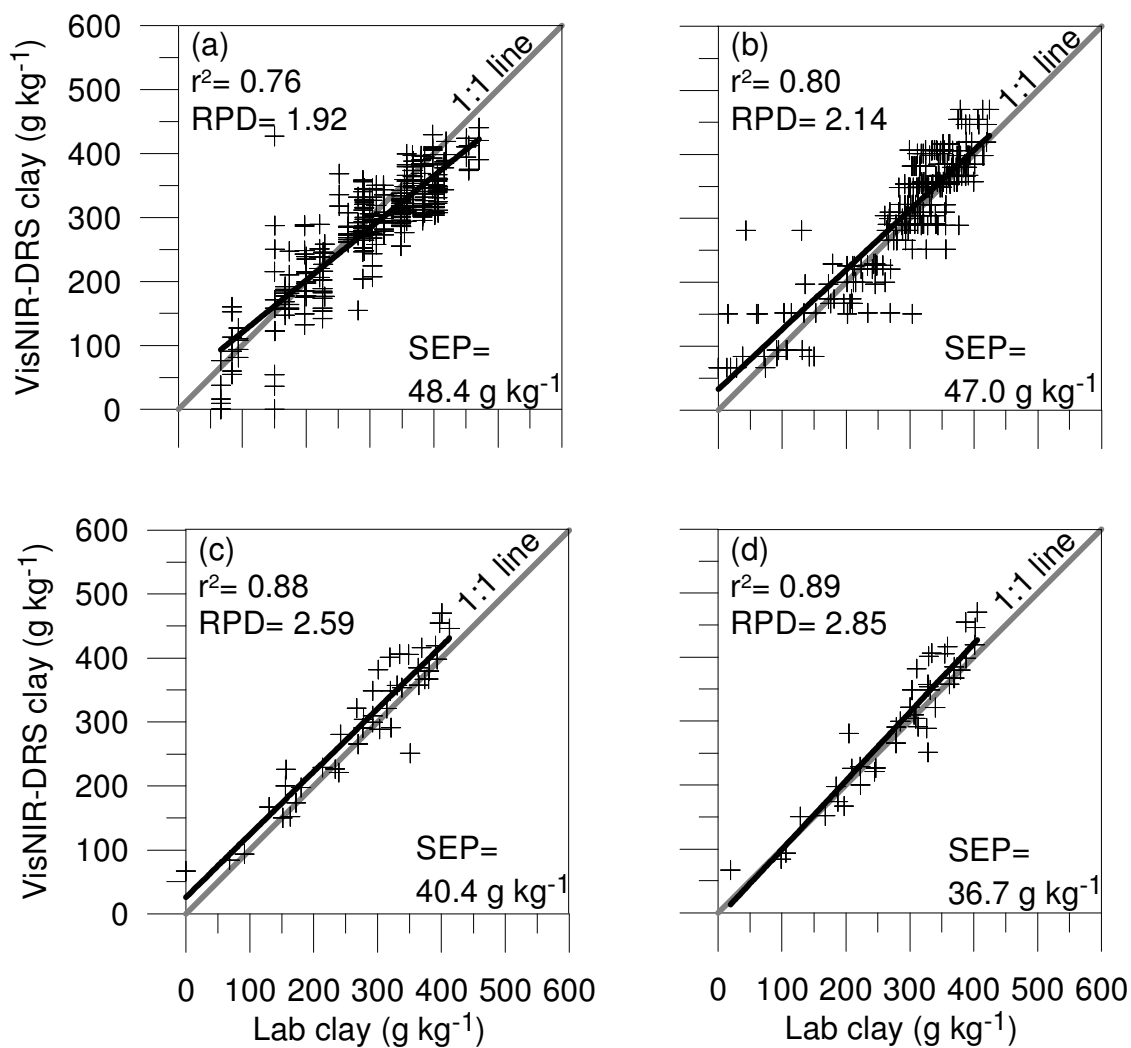 VisNIR-DRS clay (g kg⁻¹)
600
500
400
300
200
100
0
(a)
r²= 0.76
RPD= 1.92
1:1 line
SEP=
48.4 g kg⁻¹
600
(b)
r²= 0.80
RPD= 2.14
1:1 line
SEP=
47.0 g kg⁻¹
600
VisNIR-DRS clay (g kg⁻¹)
600
500
400
300
200
100
0
(c)
r²= 0.88
RPD= 2.59
1:1 line
SEP=
40.4 g kg⁻¹
(d)
r²= 0.89
RPD= 2.85
1:1 line
SEP=
36.7 g kg⁻¹
0 100 200 300 400 500 600
Lab clay (g kg⁻¹)
0 100 200 300 400 500 600
Lab clay (g kg⁻¹)